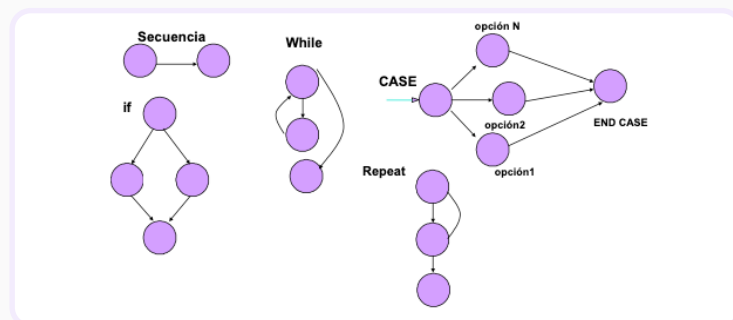 Secuencia
While
opción N
CASE
if
opción2
END CASE
opción1
Repeat